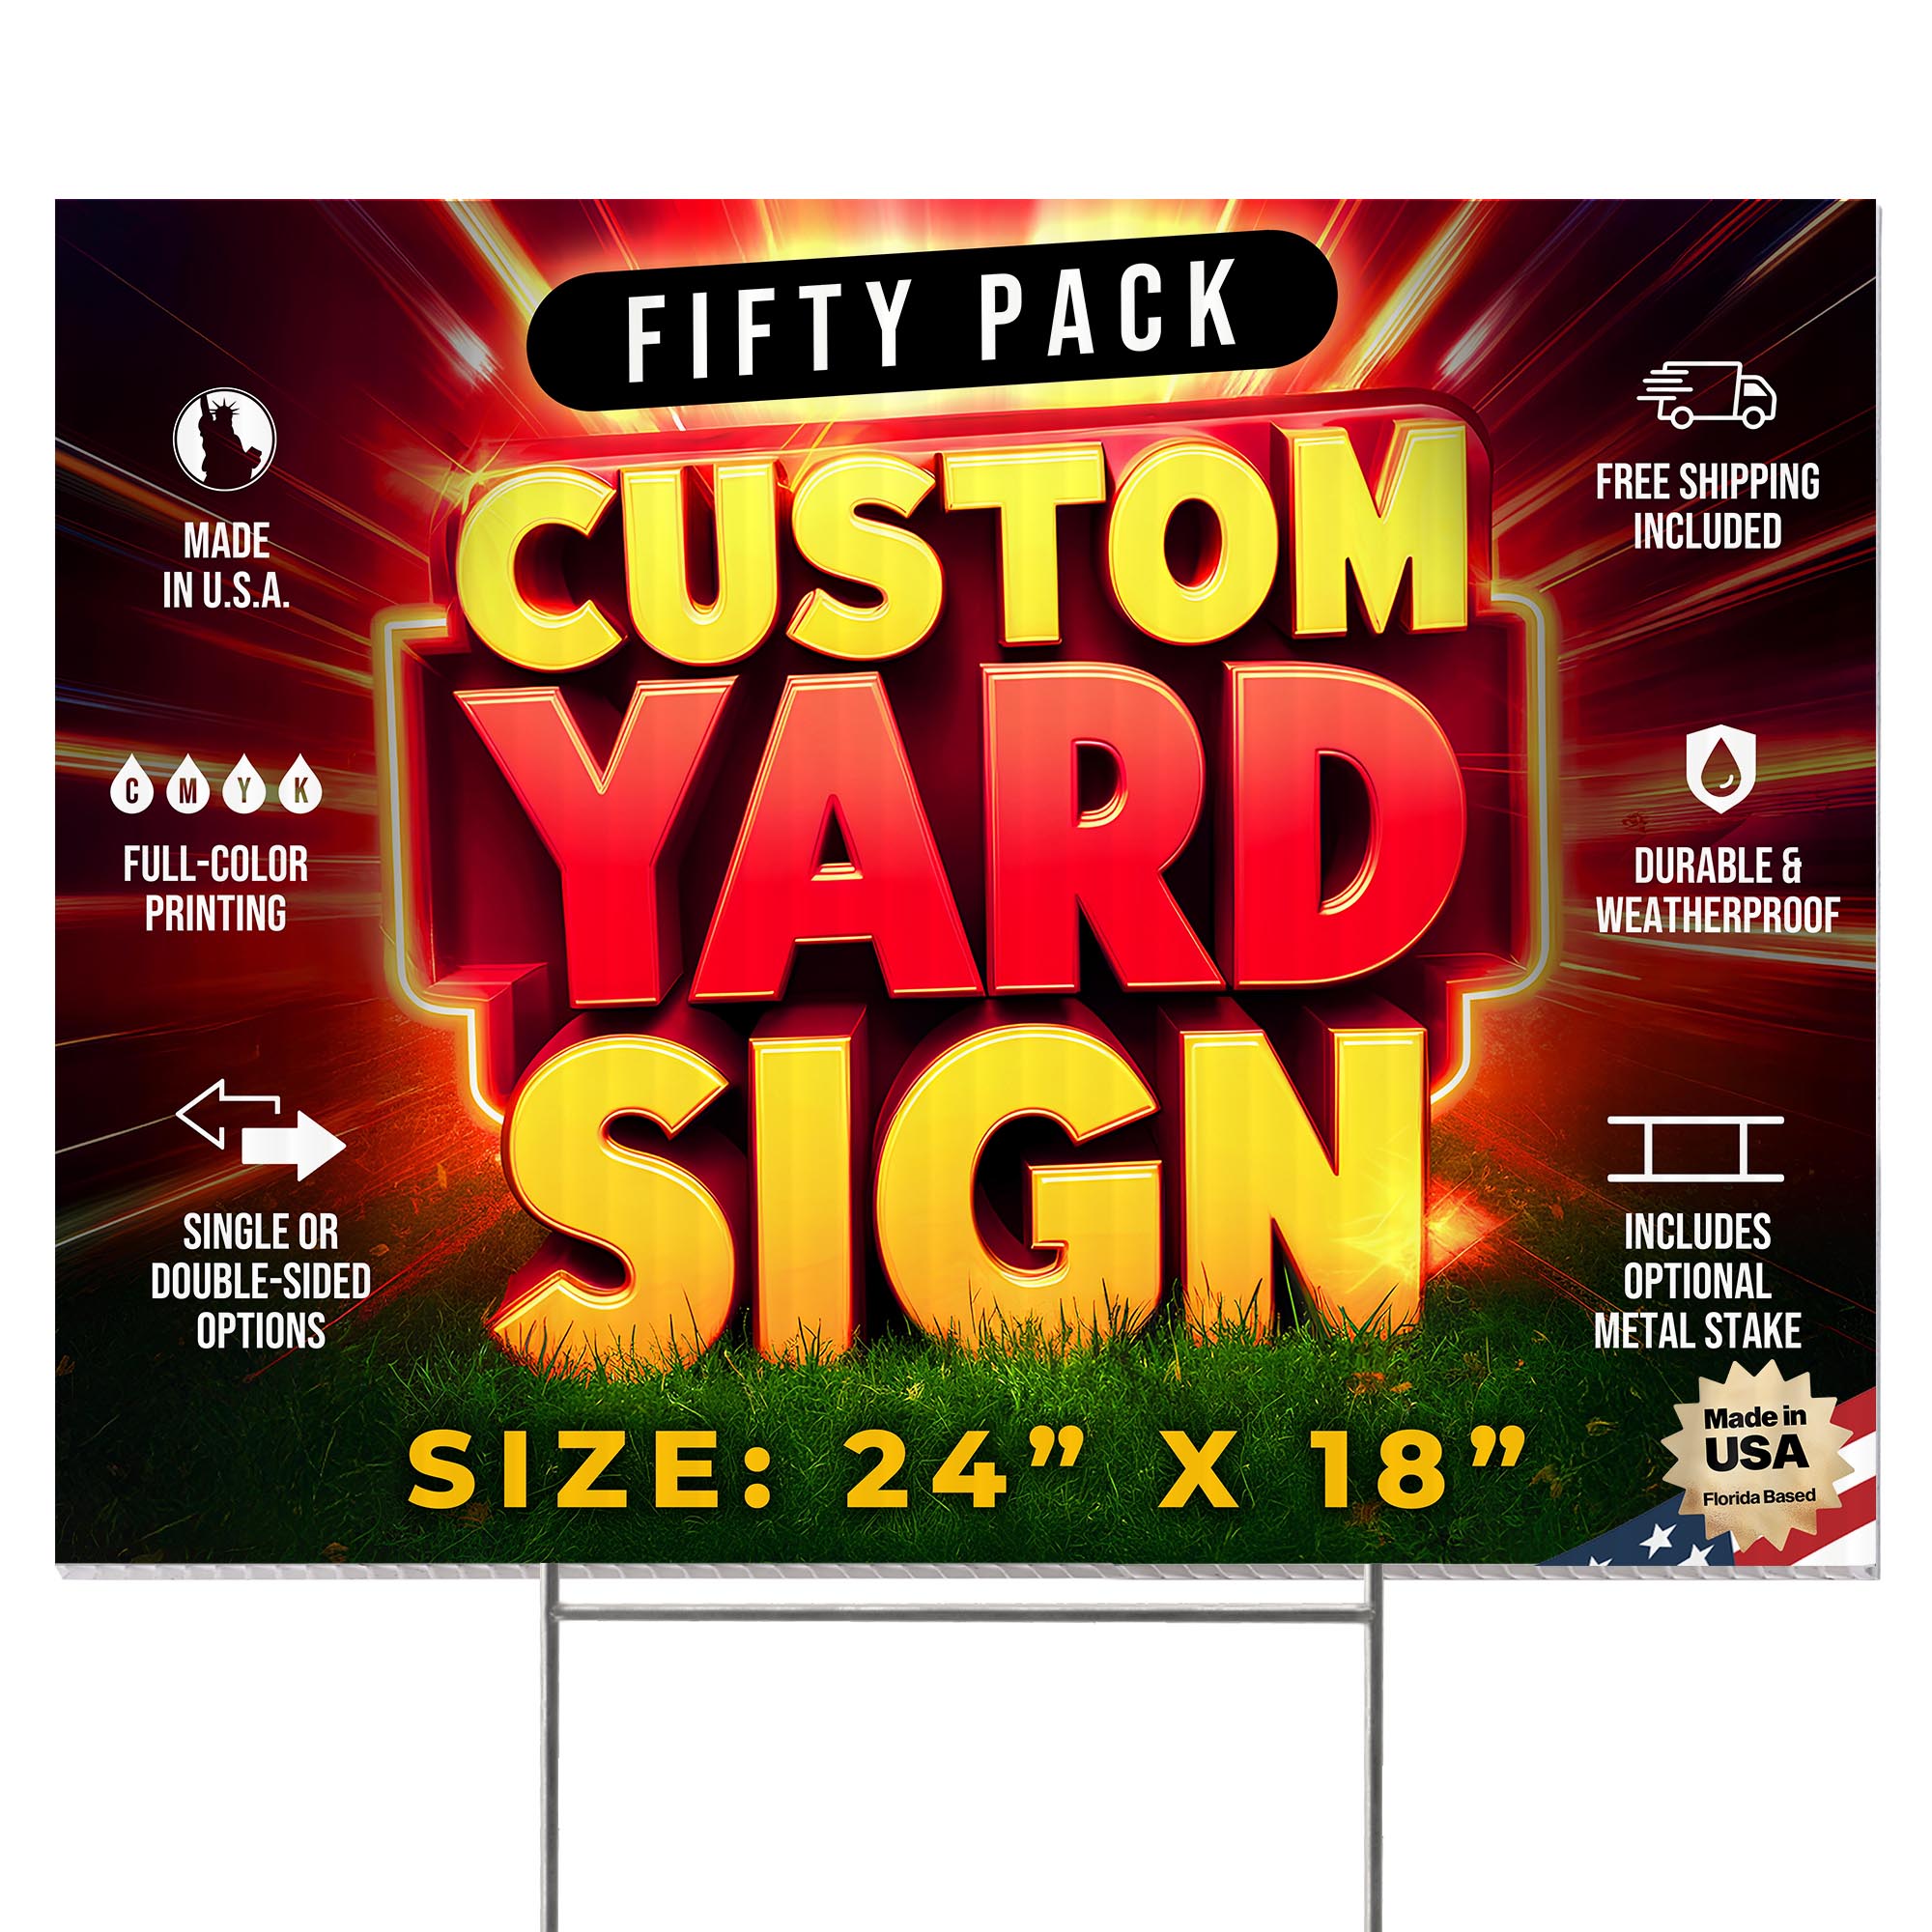 FIFTY PACK
CUSTOM
YARD
SIGN
MADE
IN U.S.A.
C M Y K
FULL-COLOR
PRINTING
SINGLE OR
DOUBLE-SIDED
OPTIONS
FREE SHIPPING
INCLUDED
DURABLE &
WEATHERPROOF
INCLUDES
OPTIONAL
METAL STAKE
SIZE: 24” X 18”
Made in
USA
Florida Based